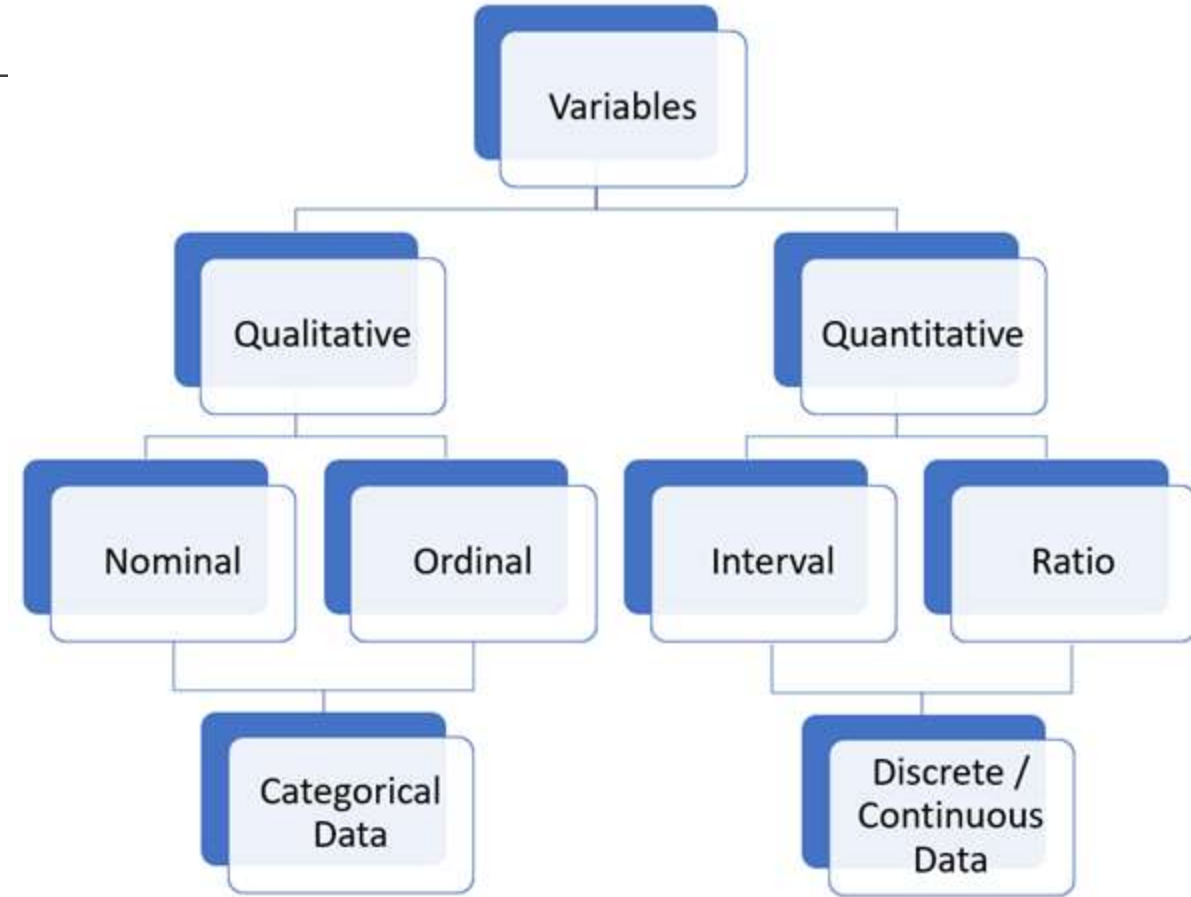 Variables
Qualitative
Quantitative
Nominal
Ordinal
Interval
Ratio
Categorical
Data
Discrete /
Continuous
Data